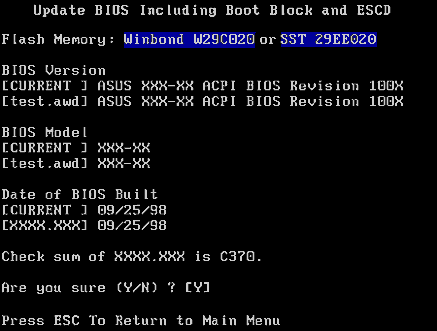 Update BIOS Including Boot Block and ESCD
Flash Memory: Winbond W29C020 or SST 29EE020
BIOS Version
[CURRENT ] ASUS XXX-XX ACPI BIOS Revision 100X
[test.awd] ASUS XXX-XX ACPI BIOS Revision 100X
BIOS Model
[CURRENT ] XXX-XX
[test.awd] XXX-XX
Date of BIOS Built
[CURRENT ] 09/25/98
[XXXX.XXX] 09/25/98
Check sum of XXXX.XXX is C370.
Are you sure (Y/N) ? [Y]
Press ESC To Return to Main Menu